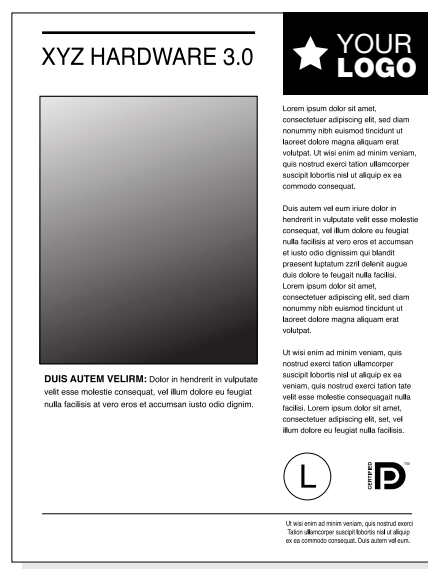 XYZ HARDWARE 3.0
YOUR
LOGO
DUIS AUTEM VELIRM: Dolor in hendrerit in vulputate
velit esse molestie consequat, vel illum dolore eu feugiat
nulla facilisis at vero eros et accumsan iusto odio dignim.
Lorem ipsum dolor sit amet,
consectetuer adipiscing elit, sed diam
nonummy nibh euismod tincidunt ut
laoreet dolore magna aliquam erat
volutpat. Ut wisi enim ad minim veniam,
quis nostrud exerci tation ullamcorper
suscipit lobortis nisl ut aliquip ex ea
commodo consequat.
Duis autem vel eum iriure dolor in
hendrerit in vulputate velit esse molestie
consequat, vel illum dolore eu feugiat
nulla facilisis at vero eros et accumsan
et iusto odio dignissim qui blandit
praesent luptatum zzril delenit augue
duis dolore te feugait nulla facilisi.
Lorem ipsum dolor sit amet,
consectetuer adipiscing elit, sed diam
nonummy nibh euismod tincidunt ut
laoreet dolore magna aliquam erat
volutpat.
Ut wisi enim ad minim veniam, quis
nostrud exerci tation ullamcorper
suscipit lobortis nisl ut aliquip ex ea
veniam, quis nostrud exerci tation tate
velit esse molestie consequagait nulla
facilisi. Lorem ipsum dolor sit amet,
consectetuer adipiscing elit, set, vel
illum dolore eu feugiat nulla facilisis.
L
CERTIFIED
PD
™
Ut wisi enim ad minim veniam, quis nostrud exerci
Tation ullamcorper suscipit lobortis nisl ut aliquip
ex ea commodo consequat. Duis autem vel eum.